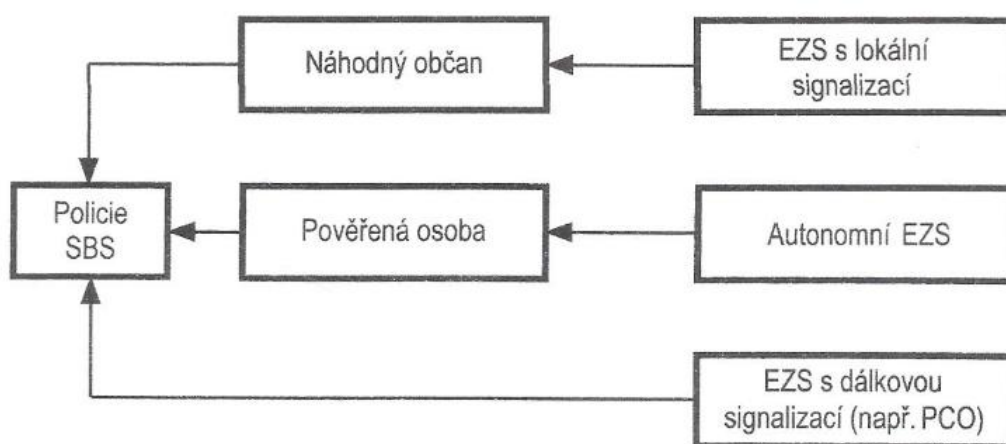 Náhodný občan
EZS s lokální
signalizací
Policie
SBS
Pověřená osoba
Autonomní EZS
EZS s dálkovou
signalizací (např. PCO)